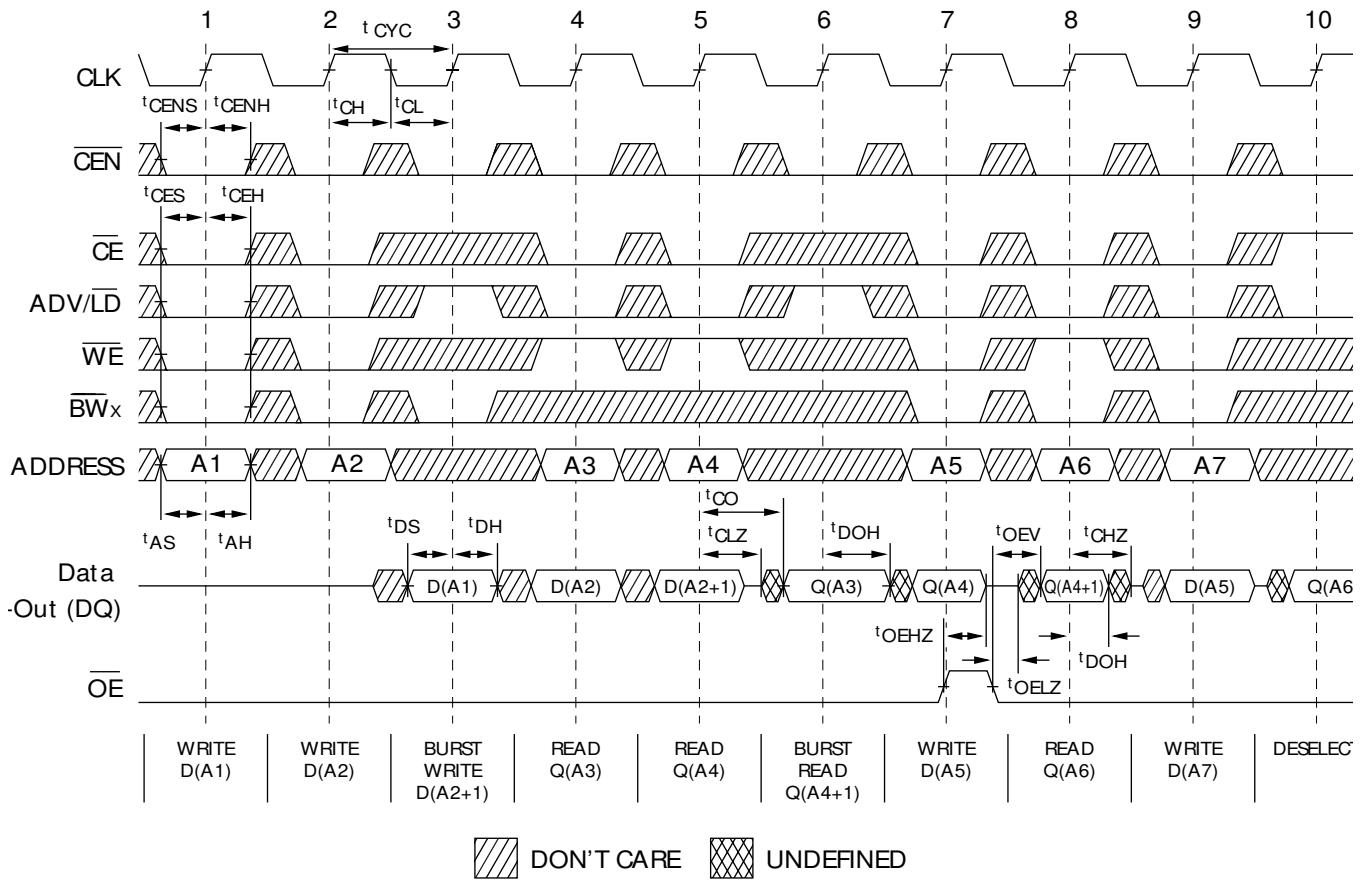 1 2 3 4 5 6 7 8 9 10
tCYC
CLK
tCENS tCENH tCH tCL
CEN
tCES tCEH
CE
ADV/LD
WE
BWx
ADDRESS A1 A2 A3 A4 A5 A6 A7
tCO
tAS tAH tDS tDH tCLZ tDOH tOEV tCHZ
Data
-Out (DQ) D(A1) D(A2) D(A2+1) Q(A3) Q(A4) Q(A4+1) D(A5) Q(A6
tOEHZ tDOH
tOELZ
OE
WRITE
D(A1)
WRITE
D(A2)
BURST
WRITE
D(A2+1)
READ
Q(A3)
READ
Q(A4)
BURST
READ
Q(A4+1)
WRITE
D(A5)
READ
Q(A6)
WRITE
D(A7)
DESELECT
DON'T CARE UNDEFINED